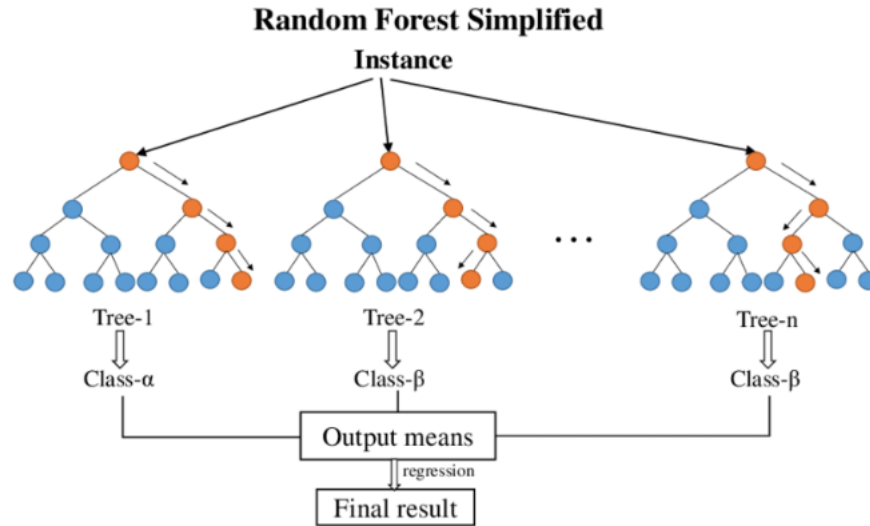 Random Forest Simplified
Instance
...
Tree-1 Tree-2 Tree-n
Class-α Class-β Class-β
Output means
regression
Final result